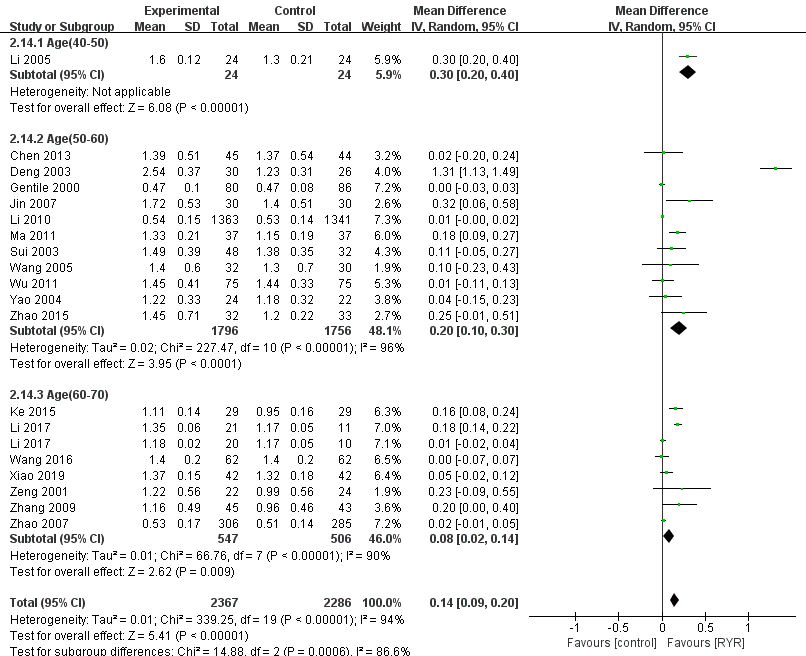 Experimental Control Mean Difference Mean Difference
Study or Subgroup Mean SD Total Mean SD Total Weight IV, Random, 95% CI IV, Random, 95% CI
2.14.1 Age(40-50)
Li 2005 1.6 0.12 24 1.3 0.21 24 5.9% 0.30 [0.20, 0.40]
Subtotal (95% CI) 24 24 5.9% 0.30 [0.20, 0.40]
Heterogeneity: Not applicable
Test for overall effect: Z = 6.08 (P < 0.00001)
2.14.2 Age(50-60)
Chen 2013 1.39 0.51 45 1.37 0.54 44 3.2% 0.02 [-0.20, 0.24]
Deng 2003 2.54 0.37 30 1.23 0.31 26 4.0% 1.31 [1.13, 1.49]
Gentile 2000 0.47 0.1 80 0.47 0.08 86 7.2% 0.00 [-0.03, 0.03]
Jin 2007 1.72 0.53 30 1.4 0.51 30 2.6% 0.32 [0.06, 0.58]
Li 2010 0.54 0.15 1363 0.53 0.14 1341 7.3% 0.01 [-0.00, 0.02]
Ma 2011 1.33 0.21 37 1.15 0.19 37 6.1% 0.18 [0.09, 0.27]
Sui 2003 1.49 0.39 48 1.38 0.35 32 4.4% 0.11 [-0.05, 0.27]
Wang 2005 1.4 0.6 32 1.3 0.7 30 1.9% 0.10 [-0.23, 0.43]
Wu 2011 1.45 0.41 75 1.44 0.33 75 5.4% 0.01 [-0.11, 0.13]
Yao 2004 1.22 0.33 24 1.18 0.32 22 3.8% 0.04 [-0.15, 0.23]
Zhao 2015 1.45 0.71 32 1.2 0.22 33 2.6% 0.25 [-0.01, 0.51]
Subtotal (95% CI) 1796 1756 48.1% 0.20 [0.10, 0.30]
Heterogeneity: Tau² = 0.02; Chi² = 227.47, df = 10 (P < 0.00001); I² = 96%
Test for overall effect: Z = 3.95 (P < 0.0001)
2.14.3 Age(60-70)
Ke 2015 1.11 0.14 29 0.95 0.16 29 6.3% 0.16 [0.08, 0.24]
Li 2017 1.35 0.06 21 1.17 0.05 11 7.0% 0.18 [0.14, 0.22]
Li 2017 1.18 0.02 20 1.17 0.05 10 7.1% 0.01 [-0.02, 0.04]
Wang 2016 1.4 0.2 62 1.4 0.2 62 6.5% 0.00 [-0.07, 0.07]
Xiao 2019 1.37 0.15 42 1.32 0.18 42 6.5% 0.05 [-0.02, 0.12]
Zeng 2001 1.22 0.56 22 0.99 0.56 24 2.0% 0.23 [-0.09, 0.55]
Zhang 2009 1.16 0.49 45 0.96 0.46 43 3.5% 0.20 [0.00, 0.40]
Zhao 2007 0.53 0.17 306 0.51 0.14 285 7.2% 0.02 [-0.01, 0.05]
Subtotal (95% CI) 547 506 46.0% 0.08 [0.02, 0.14]
Heterogeneity: Tau² = 0.01; Chi² = 66.76, df = 7 (P < 0.00001); I² = 90%
Test for overall effect: Z = 2.62 (P = 0.009)
Total (95% CI) 2367 2286 100.0% 0.14 [0.09, 0.20]
Heterogeneity: Tau² = 0.01; Chi² = 339.25, df = 19 (P < 0.00001); I² = 94%
Test for overall effect: Z = 5.41 (P < 0.00001)
Test for subgroup differences: Chi² = 14.88, df = 2 (P = 0.0006), I² = 86.6%
-1 -0.5 0 0.5 1
Favours [control] Favours [RYR]